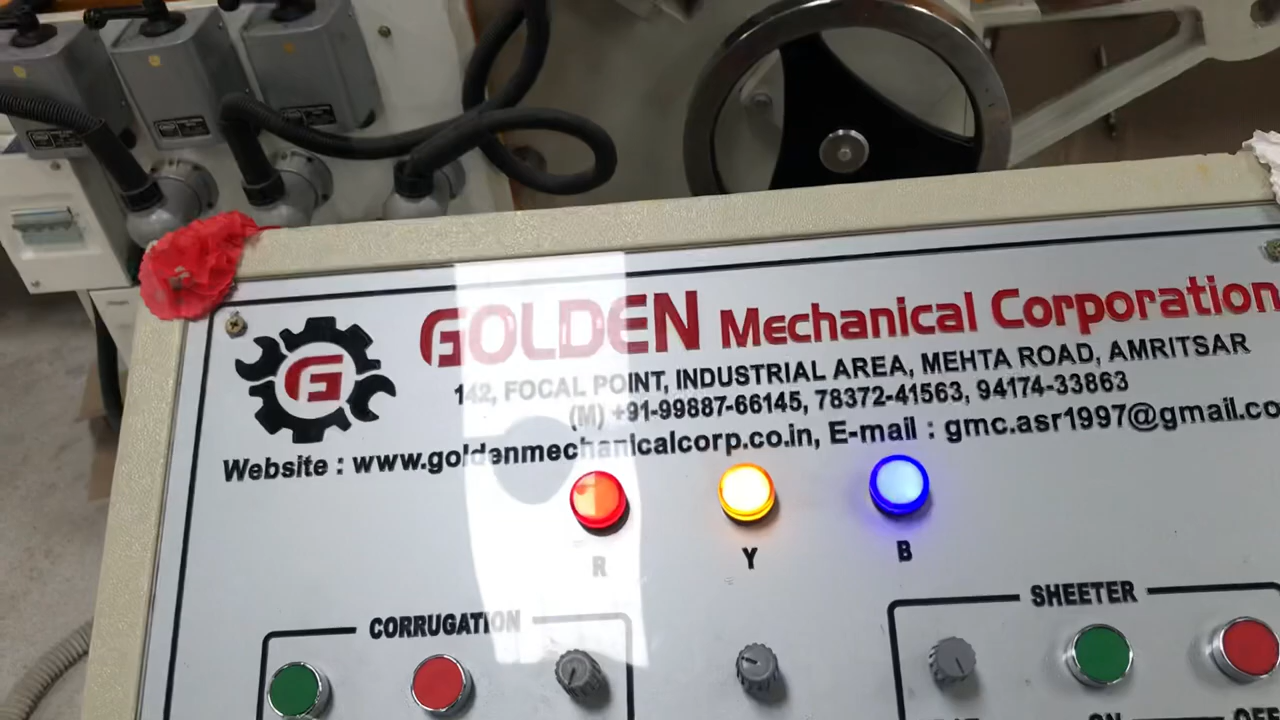 GOLDEN Mechanical Corporation
142, FOCAL POINT, INDUSTRIAL AREA, MEHTA ROAD, AMRITSAR
(M) +91-99887-66145, 78372-41563, 94174-33863
Website : www.goldenmechanicalcorp.co.in, E-mail : gmc.asr1997@gmail.co
G
R Y B
CORRUGATION
SHEETER
ON